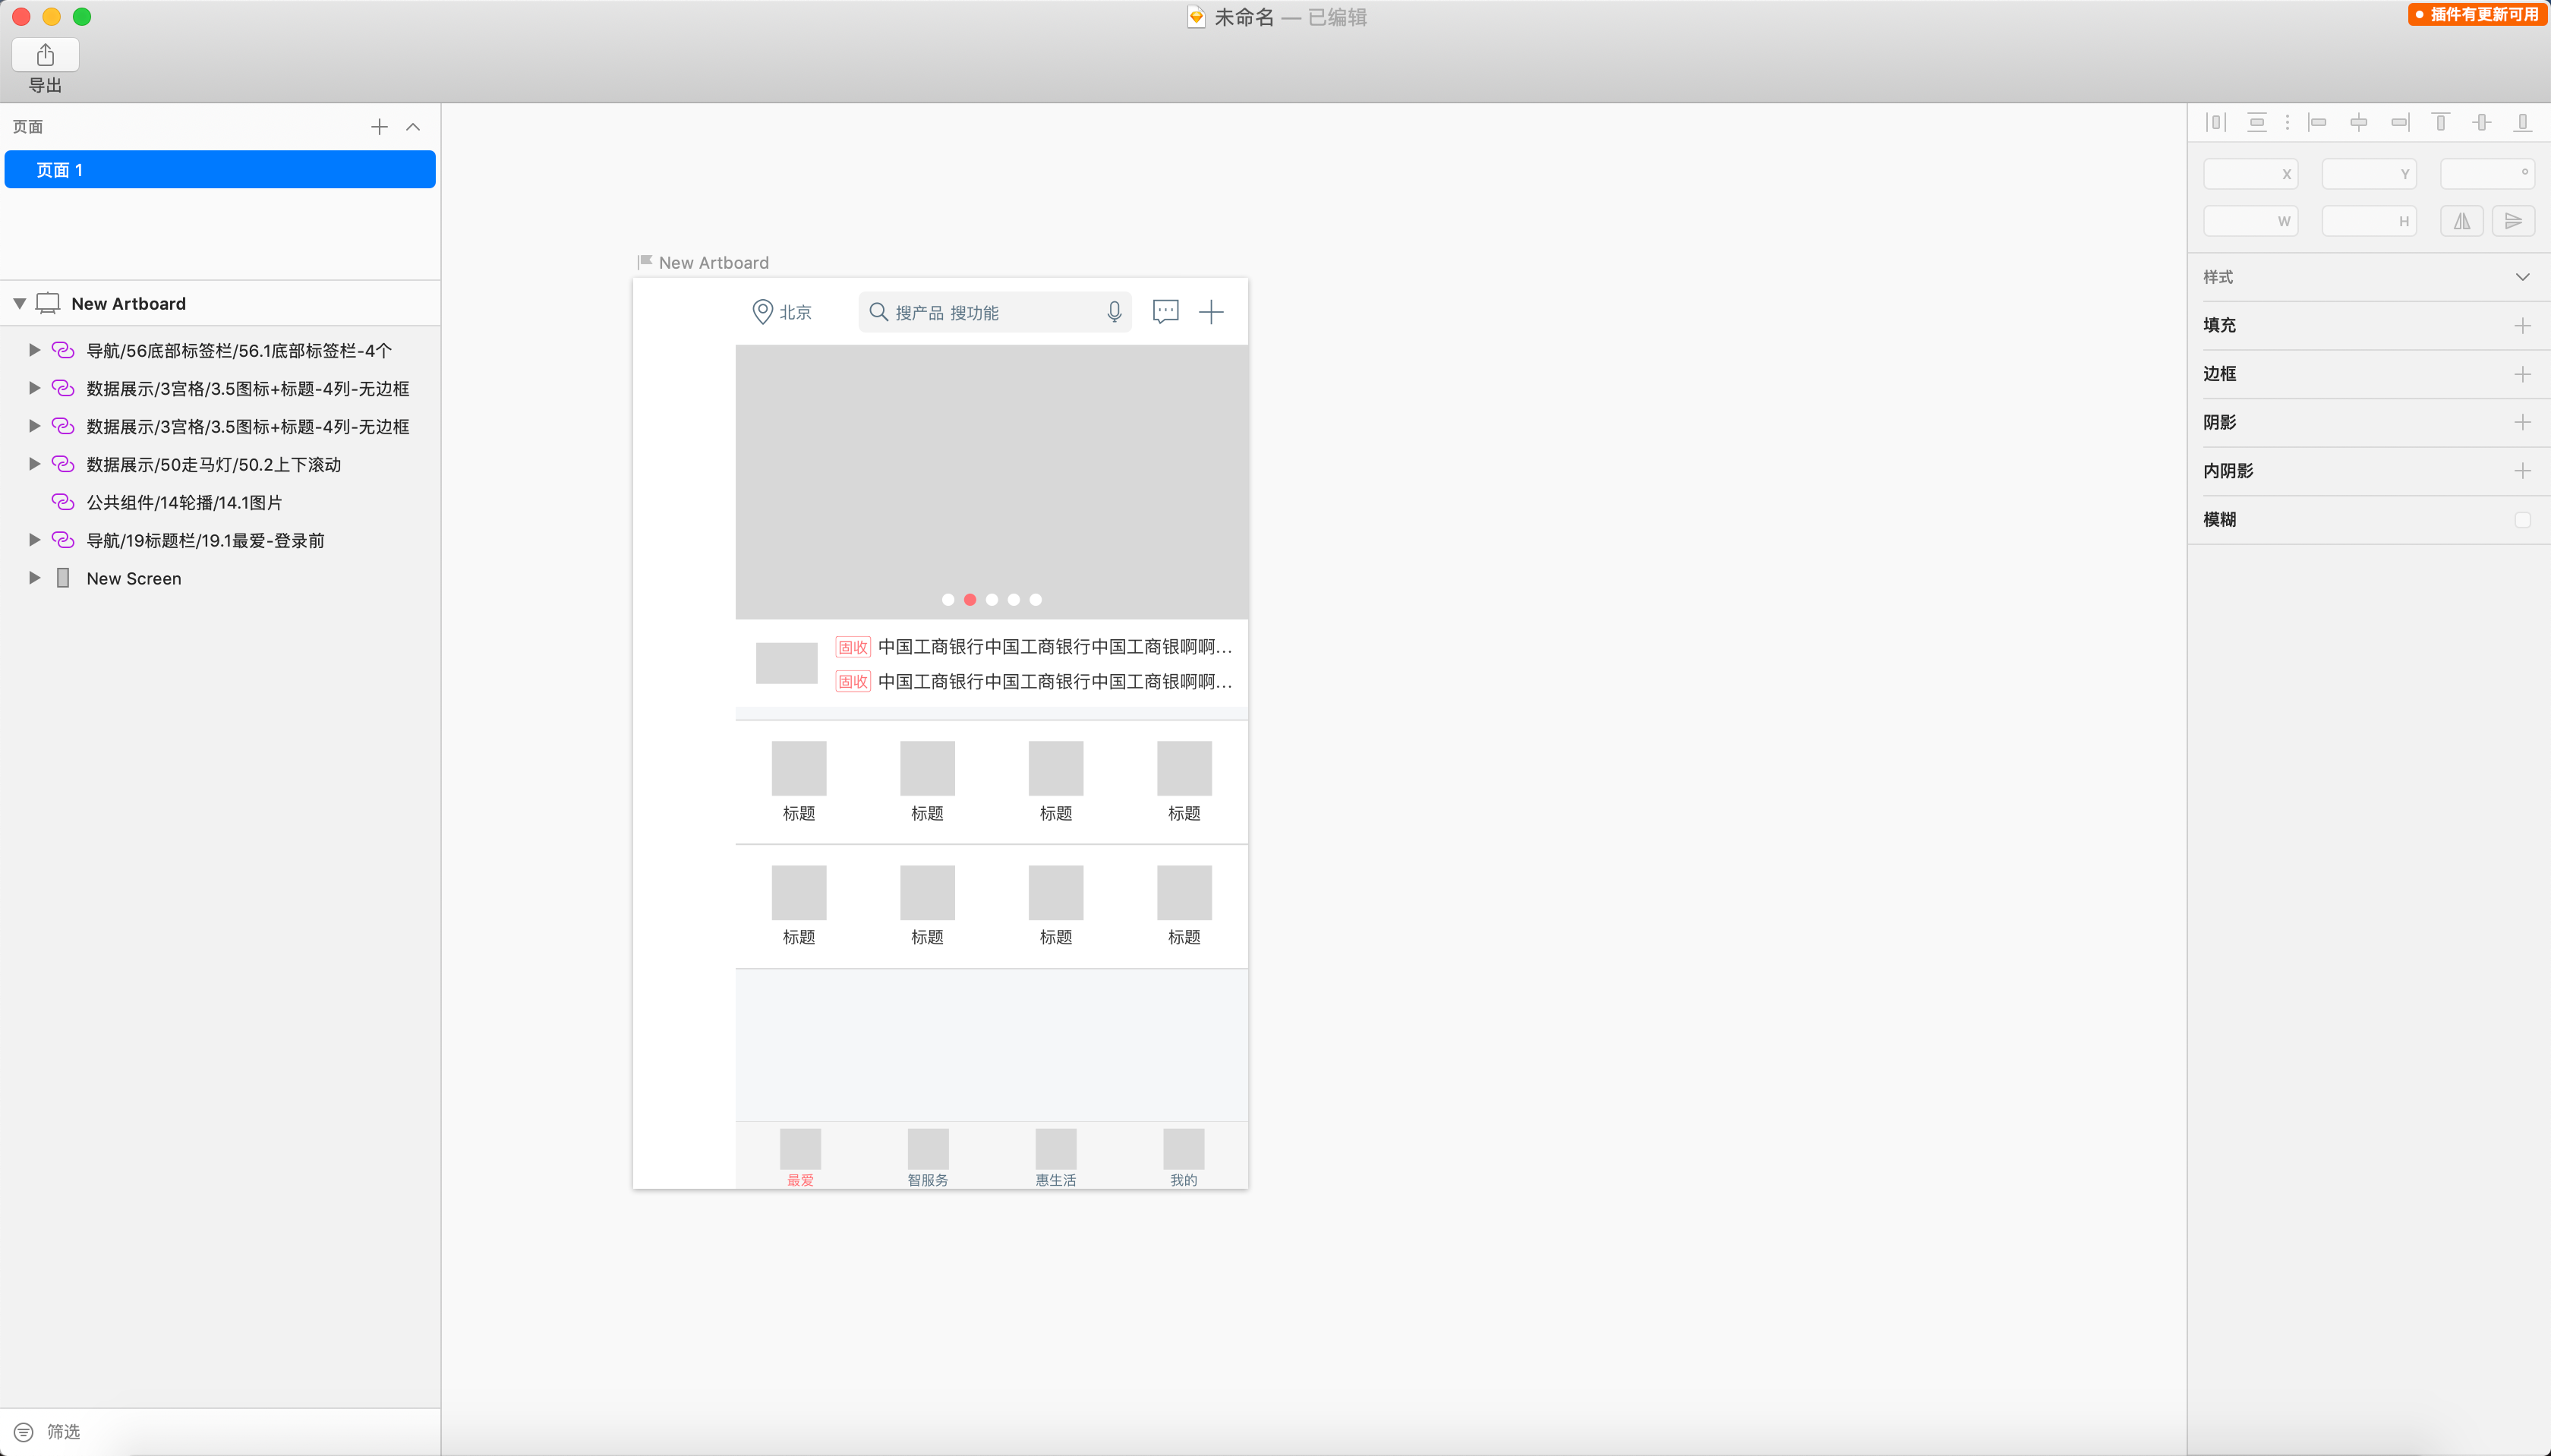 未命名 — 已编辑
插件有更新可用
导出
页面
页面 1
New Artboard
导航/56底部标签栏/56.1底部标签栏-4个
数据展示/3宫格/3.5图标+标题-4列-无边框
数据展示/3宫格/3.5图标+标题-4列-无边框
数据展示/50走马灯/50.2上下滚动
公共组件/14轮播/14.1图片
导航/19标题栏/19.1最爱-登录前
New Screen
筛选
New Artboard
北京
搜产品 搜功能
固收 中国工商银行中国工商银行中国工商银啊啊...
固收 中国工商银行中国工商银行中国工商银啊啊...
标题 标题 标题 标题
标题 标题 标题 标题
最爱 智服务 惠生活 我的
X Y °
W H
样式
填充
边框
阴影
内阴影
模糊